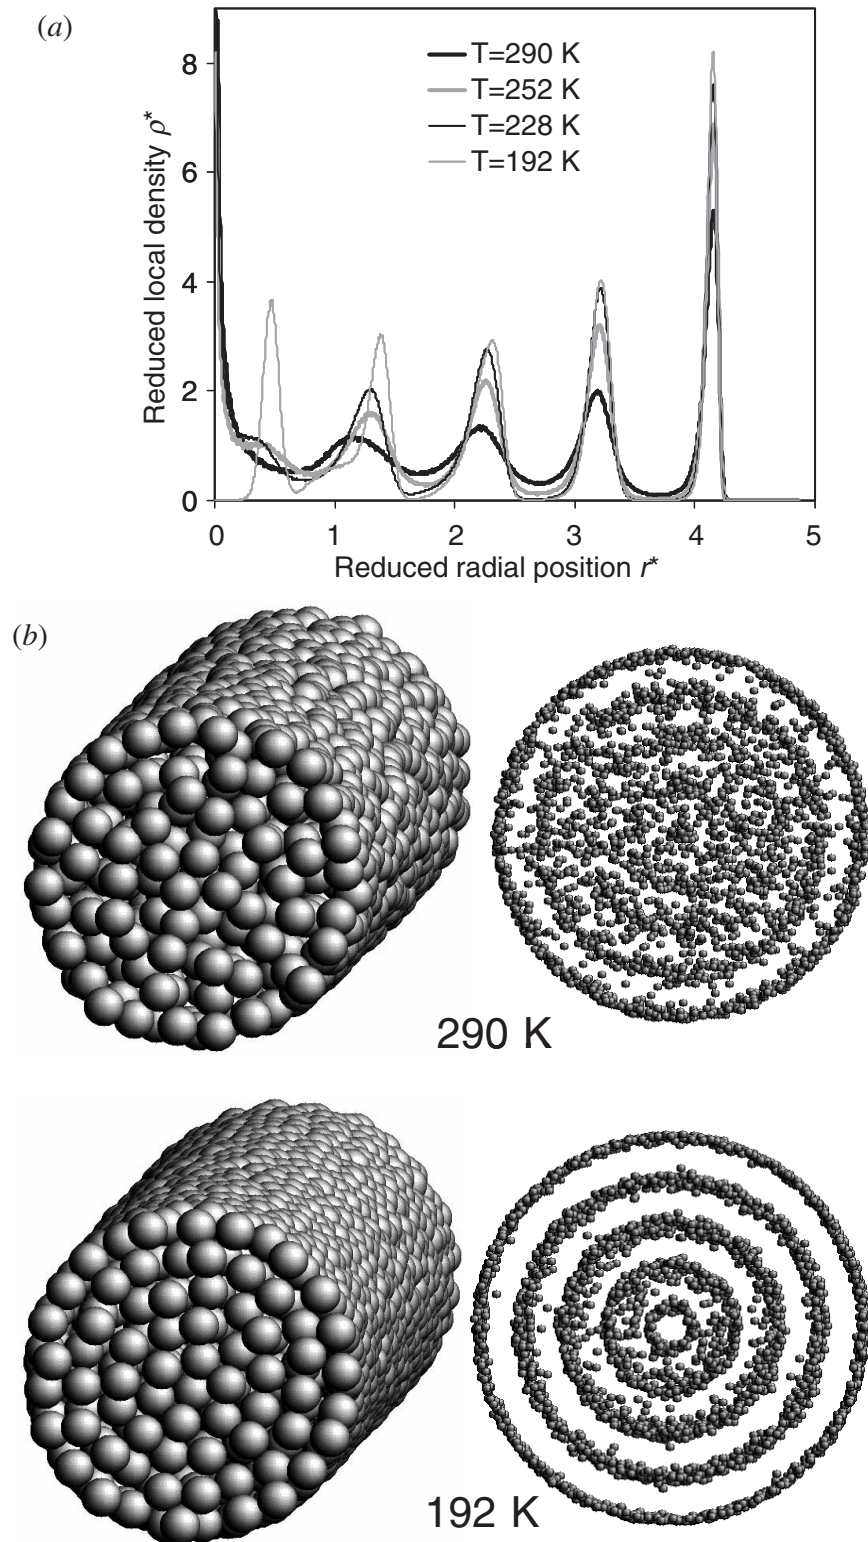 (a)
Reduced local density ρ*
8
6
4
2
0
T=290 K
T=252 K
T=228 K
T=192 K
0 1 2 3 4 5
Reduced radial position r*
(b)
290 K
192 K